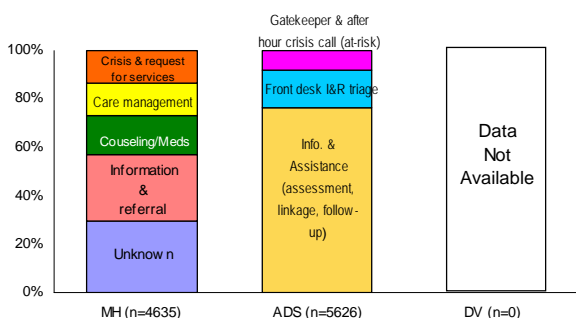 Gatekeeper & after
hour crisis call (at-risk)
100%
80%
60%
40%
20%
0%
Crisis & request
for services
Care management
Couseling/Meds
Information
&
referral
Unknown
Front desk I&R triage
Info. &
Assistance
(assessment,
linkage, follow-
up)
Data
Not
Available
MH (n=4635)
ADS (n=5626)
DV (n=0)